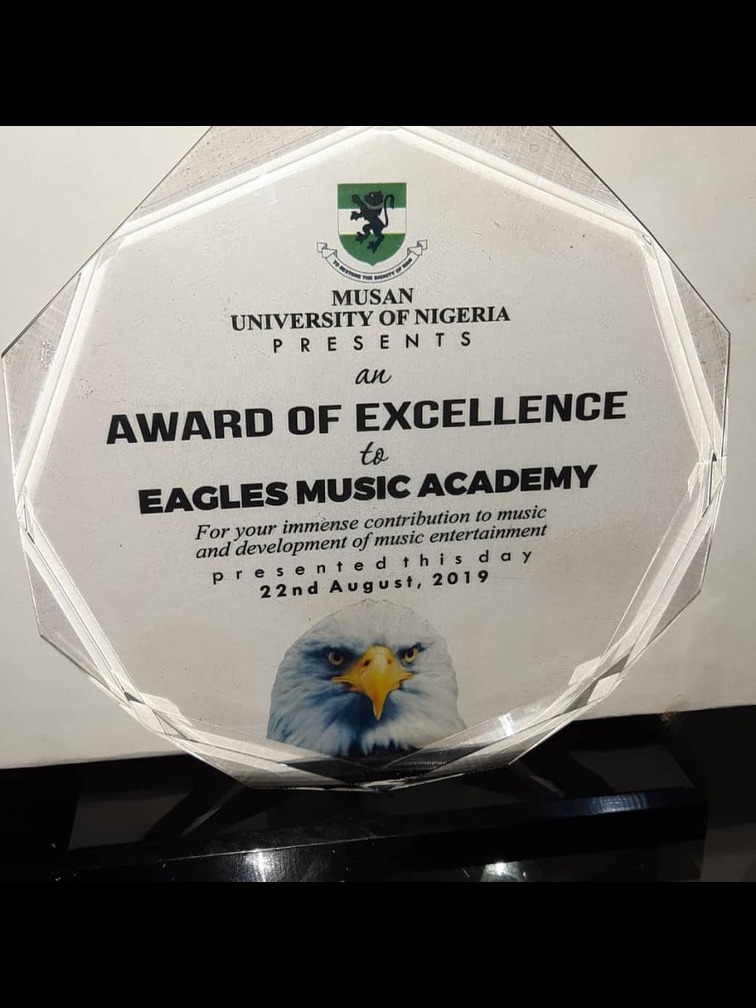 TO RESTORE THE DIGNITY OF MAN
MUSAN
UNIVERSITY OF NIGERIA
PRESENTS
an
AWARD OF EXCELLENCE
to
EAGLES MUSIC ACADEMY
For your immense contribution to music
and development of music entertainment
presented this day
22nd August, 2019